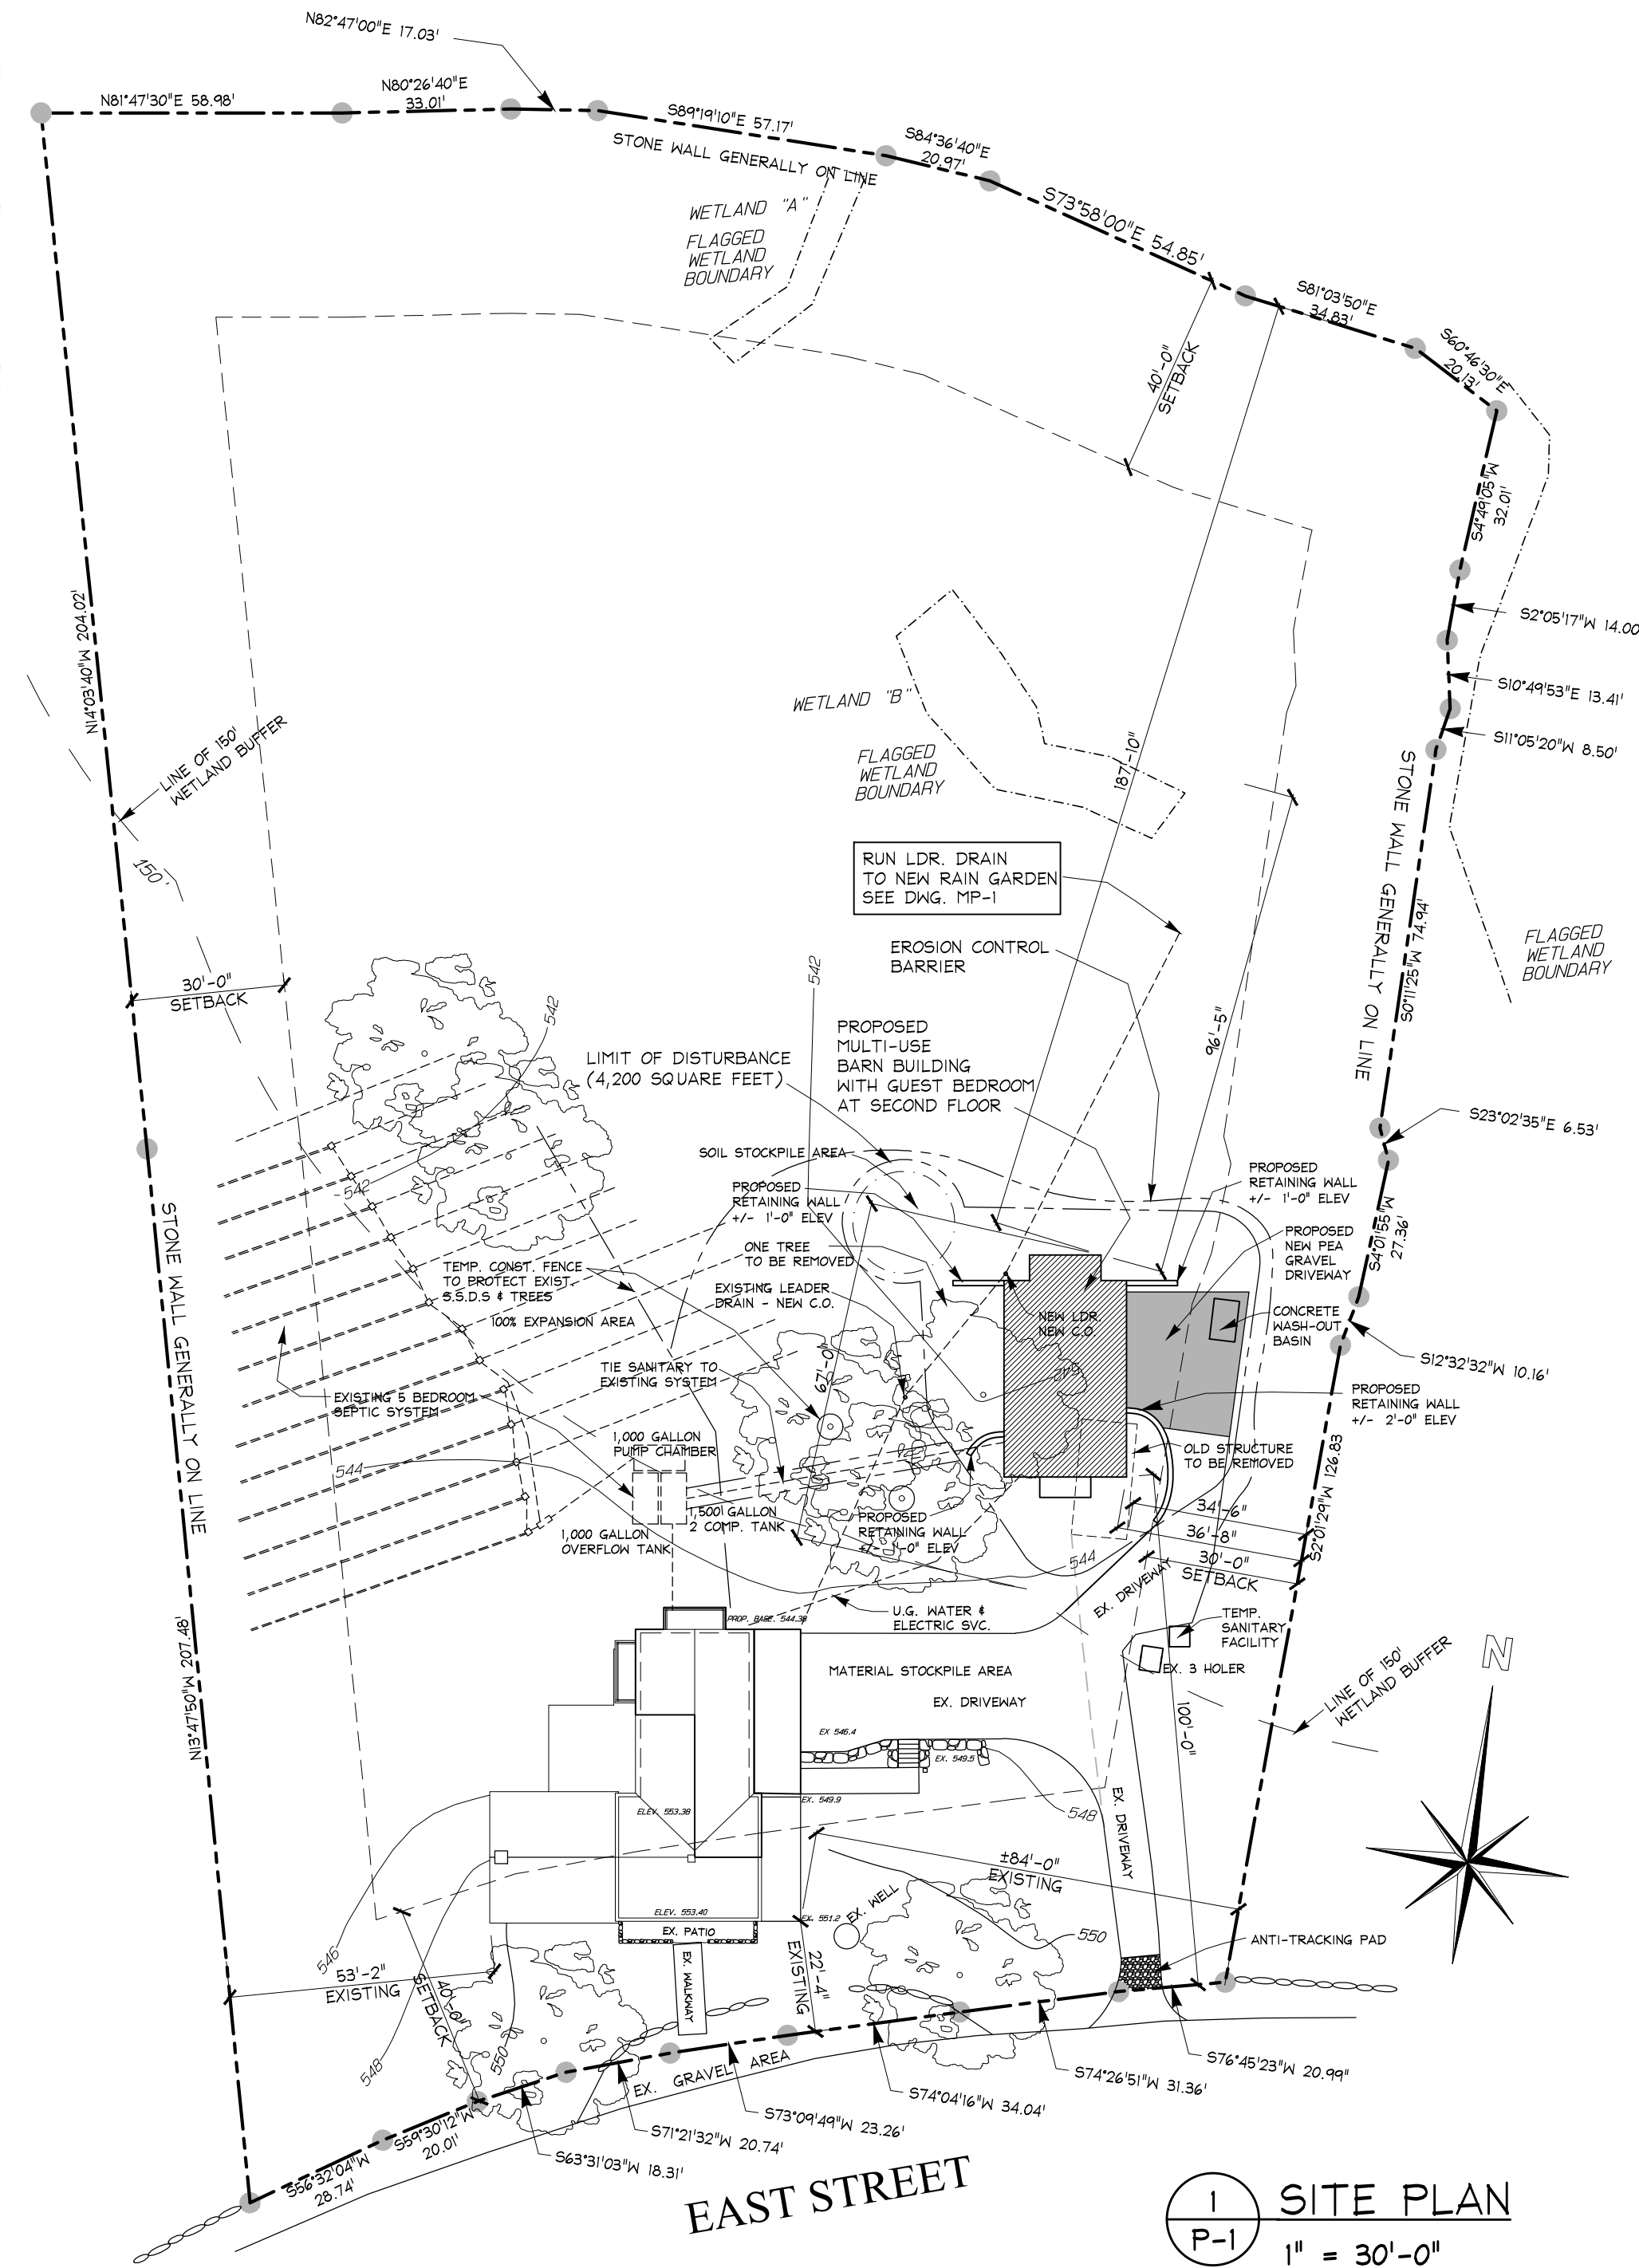 N82°47'00"E 17.03'
N81°47'30"E 58.98'
N80°26'40"E
33.01'
S89°19'10"E 57.17'
STONE WALL GENERALLY ON LINE
S84°36'40"E
20.97'
WETLAND "A"
FLAGGED
WETLAND
BOUNDARY
S73°58'00"E 54.85'
S81°03'50"E
34.83'
S60°46'30"E
20.13'
40'-0"
SETBACK
S4°49'05"W
32.01'
S2°05'17"W 14.00
S10°49'53"E 13.41'
S11°05'20"W 8.50'
N14°03'40"W 204.02'
LINE OF 150'
WETLAND BUFFER
150'
WETLAND "B"
FLAGGED
WETLAND
BOUNDARY
187'-10"
STONE WALL GENERALLY ON LINE
S0°11'25"W 74.94'
FLAGGED
WETLAND
BOUNDARY
RUN LDR. DRAIN
TO NEW RAIN GARDEN
SEE DWG. MP-1
EROSION CONTROL
BARRIER
30'-0"
SETBACK
542
542
96'-5"
LIMIT OF DISTURBANCE
(4,200 SQUARE FEET)
PROPOSED
MULTI-USE
BARN BUILDING
WITH GUEST BEDROOM
AT SECOND FLOOR
S23°02'35"E 6.53'
SOIL STOCKPILE AREA
PROPOSED
RETAINING WALL
+/- 1'-0" ELEV
PROPOSED
RETAINING WALL
+/- 1'-0" ELEV
542
S4°01'55"W
27.36'
PROPOSED
NEW PEA
GRAVEL
DRIVEWAY
ONE TREE
TO BE REMOVED
TEMP. CONST. FENCE
TO PROTECT EXIST.
S.S.D.S & TREES
EXISTING LEADER
DRAIN - NEW C.O.
100% EXPANSION AREA
NEW LDR.
NEW C.O.
CONCRETE
WASH-OUT
BASIN
S12°32'32"W 10.16'
STONE WALL GENERALLY ON LINE
TIE SANITARY TO
EXISTING SYSTEM
67'-0"
542
EXISTING 5 BEDROOM
SEPTIC SYSTEM
PROPOSED
RETAINING WALL
+/- 2'-0" ELEV
1,000 GALLON
PUMP CHAMBER
OLD STRUCTURE
TO BE REMOVED
544
1,500 GALLON
2 COMP. TANK
PROPOSED
RETAINING WALL
+/- 1'-0" ELEV
1,000 GALLON
OVERFLOW TANK
34'-6"
36'-8"
30'-0"
SETBACK
S2°01'29"W 126.83
544
EX. DRIVEWAY
U.G. WATER &
ELECTRIC SVC.
PROP. BASE. 544.38
TEMP.
SANITARY
FACILITY
EX. 3 HOLER
MATERIAL STOCKPILE AREA
EX. DRIVEWAY
LINE OF 150'
WETLAND BUFFER
N
N13°47'50"W 207.48'
100'-0"
EX 546.4
EX. 549.5
EX. 549.9
ELEV. 553.38
548
EX. DRIVEWAY
±84'-0"
EXISTING
EX. WELL
ELEV. 553.40
EX. 551.2
EX. PATIO
550
ANTI-TRACKING PAD
546
53'-2"
EXISTING
40'-0"
SETBACK
EX. WALKWAY
22'-4"
EXISTING
548
550
EX. GRAVEL AREA
S76°45'23"W 20.99"
S74°26'51"W 31.36'
S74°04'16"W 34.04'
S73°09'49"W 23.26'
S71°21'32"W 20.74'
S63°31'03"W 18.31'
S59°30'12"W
20.01'
S56°32'04"W
28.74'
EAST STREET
1
P-1
SITE PLAN
1" = 30'-0"